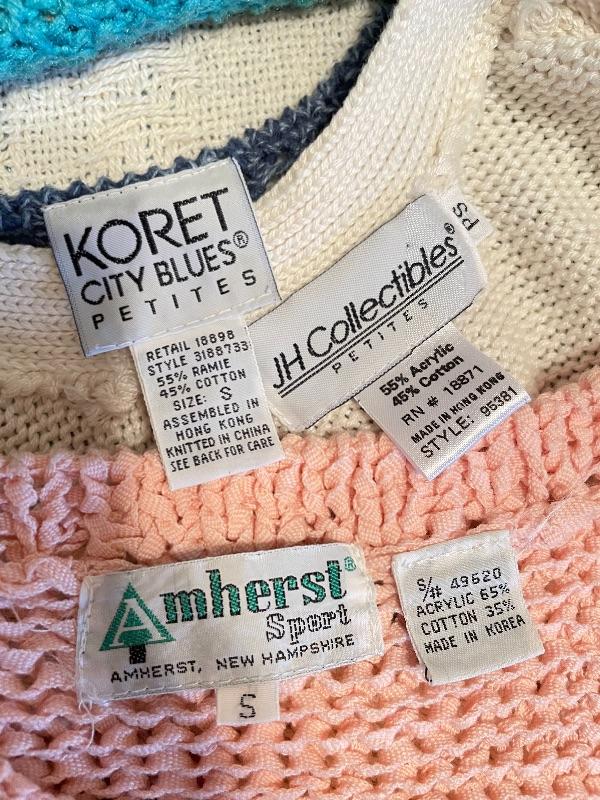 KORET
CITY BLUES®
PETITES
RETAIL 18898
STYLE 3188733
55% RAMIE
45% COTTON
SIZE: S
ASSEMBLED IN
HONG KONG
KNITTED IN CHINA
SEE BACK FOR CARE
PS
JH Collectibles®
PETITES
55% Acrylic
45% Cotton
RN # 18871
MADE IN HONG KONG
STYLE: 95381
Amherst®
Sport
AMHERST, NEW HAMPSHIRE
S
S/# 49620
ACRYLIC 65%
COTTON 35%
MADE IN KOREA